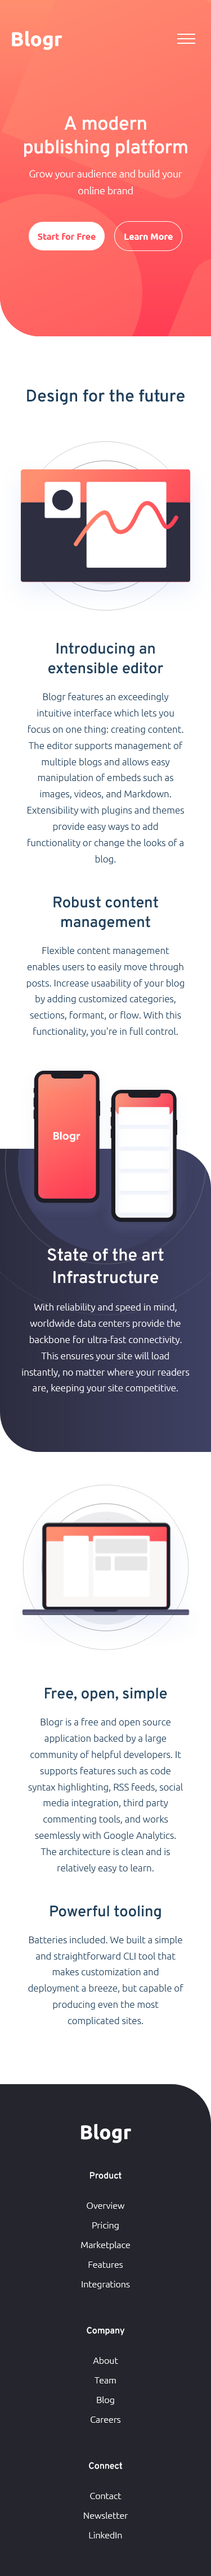 Blogr
A modern
publishing platform
Grow your audience and build your
online brand
Start for Free
Learn More
Design for the future
Introducing an
extensible editor
Blogr features an exceedingly
intuitive interface which lets you
focus on one thing: creating content.
The editor supports management of
multiple blogs and allows easy
manipulation of embeds such as
images, videos, and Markdown.
Extensibility with plugins and themes
provide easy ways to add
functionality or change the looks of a
blog.
Robust content
management
Flexible content management
enables users to easily move through
posts. Increase usaability of your blog
by adding customized categories,
sections, formant, or flow. With this
functionality, you're in full control.
Blogr
State of the art
Infrastructure
With reliability and speed in mind,
worldwide data centers provide the
backbone for ultra-fast connectivity.
This ensures your site will load
instantly, no matter where your readers
are, keeping your site competitive.
Free, open, simple
Blogr is a free and open source
application backed by a large
community of helpful developers. It
supports features such as code
syntax highlighting, RSS feeds, social
media integration, third party
commenting tools, and works
seemlessly with Google Analytics.
The architecture is clean and is
relatively easy to learn.
Powerful tooling
Batteries included. We built a simple
and straightforward CLI tool that
makes customization and
deployment a breeze, but capable of
producing even the most
complicated sites.
Blogr
Product
Overview
Pricing
Marketplace
Features
Integrations
Company
About
Team
Blog
Careers
Connect
Contact
Newsletter
LinkedIn